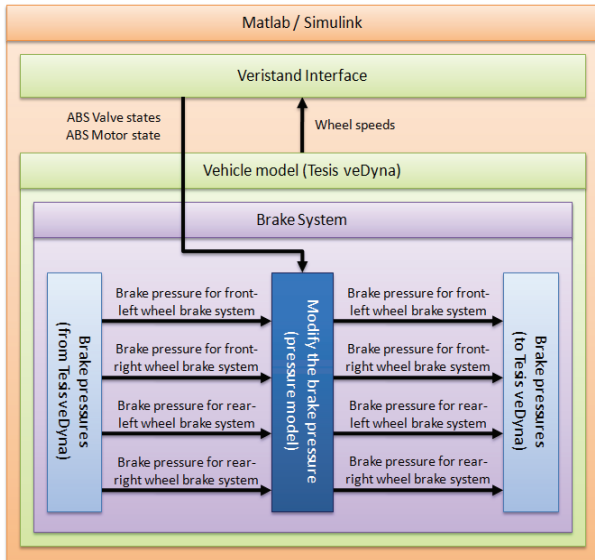 Matlab / Simulink
Veristand Interface
ABS Valve states
ABS Motor state
Wheel speeds
Vehicle model (Tesis veDyna)
Brake System
Brake pressures
(from Tesis veDyna)
Brake pressure for front-
left wheel brake system
Brake pressure for front-
right wheel brake system
Brake pressure for rear-
left wheel brake system
Brake pressure for rear-
right wheel brake system
Modify the brake pressure
(pressure model)
Brake pressure for front-
left wheel brake system
Brake pressure for front-
right wheel brake system
Brake pressure for rear-
left wheel brake system
Brake pressure for rear-
right wheel brake system
Brake pressures
(to Tesis veDyna)